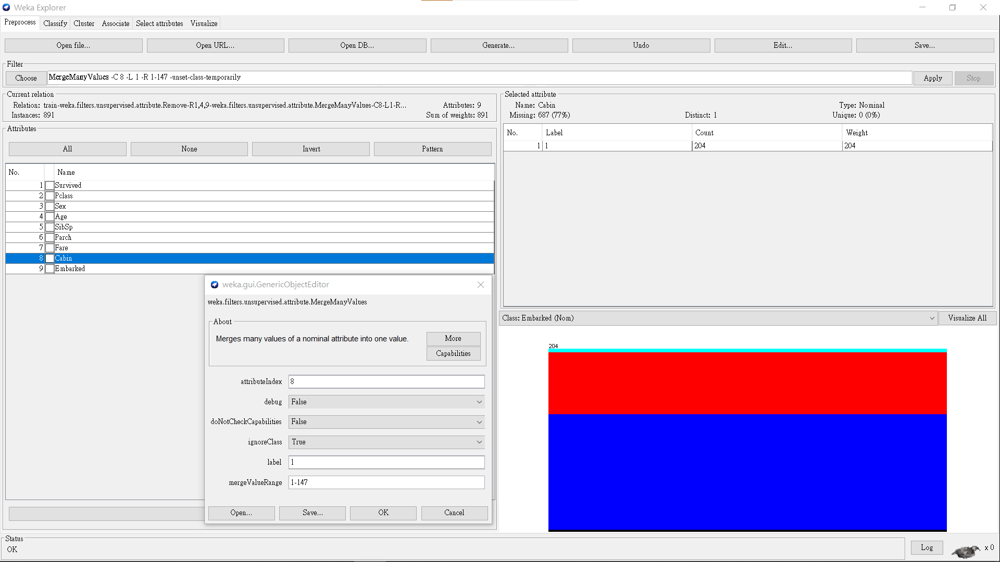 Weka Explorer
Preprocess Classify Cluster Associate Select attributes Visualize
Open file... Open URL... Open DB... Generate... Undo Edit... Save...
Filter
Choose MergeManyValues -C 8 -L 1 -R 1-147 -unset-class-temporarily Apply Stop
Current relation
Relation: train-weka.filters.unsupervised.attribute.Remove-R1,4,9-weka.filters.unsupervised.attribute.MergeManyValues-C8-L1-R... Attributes: 9
Instances: 891 Sum of weights: 891
Attributes
All None Invert Pattern
No. Name
1 Survived
2 Pclass
3 Sex
4 Age
5 SibSp
6 Parch
7 Fare
8 Cabin
9 Embarked
Selected attribute
Name: Cabin Type: Nominal
Missing: 687 (77%) Distinct: 1 Unique: 0 (0%)
No. Label Count Weight
1 1 204 204
Class: Embarked (Nom) Visualize All
204
weka.gui.GenericObjectEditor
weka.filters.unsupervised.attribute.MergeManyValues
About
Merges many values of a nominal attribute into one value. More
Capabilities
attributeIndex 8
debug False
doNotCheckCapabilities False
ignoreClass True
label 1
mergeValueRange 1-147
Open... Save... OK Cancel
Status
OK
Log x 0